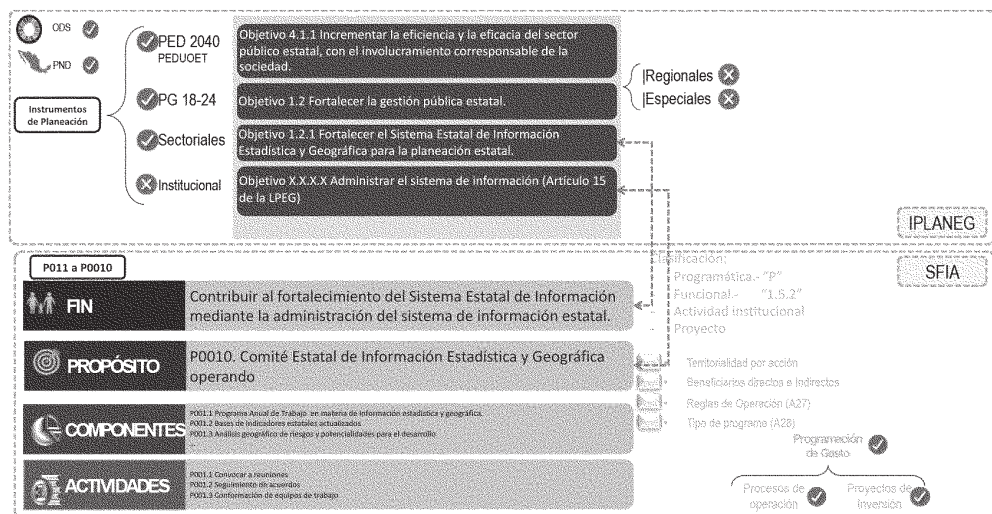 ODS
PND
Instrumentos
de Planeación
PED 2040
PEDUOET
Objetivo 4.1.1 Incrementar la eficiencia y la eficacia del sector
público estatal, con el involucramiento corresponsable de la
sociedad.
PG 18-24
Objetivo 1.2 Fortalecer la gestión pública estatal.
Sectoriales
Objetivo 1.2.1 Fortalecer el Sistema Estatal de Información
Estadística y Geográfica para la planeación estatal.
Institucional
Objetivo X.X.X.X Administrar el sistema de información (Artículo 15
de la LPEG)
|Regionales
|Especiales
IPLANEG
P011 a P0010
SFIA
FIN
Contribuir al fortalecimiento del Sistema Estatal de Información
mediante la administración del sistema de información estatal.
PROPÓSITO
P0010. Comité Estatal de Información Estadística y Geográfica
operando
COMPONENTES
P001.1 Programa Anual de Trabajo en materia de información estadística y geográfica.
P001.2 Bases de Indicadores estatales actualizados
P001.3 Análisis geográfico de riesgos y potencialidades para el desarrollo
...
ACTIVIDADES
P001.1 Convocar a reuniones
P001.2 Seguimiento de acuerdos
P001.3 Conformación de equipos de trabajo
Clasificación:
- Programática.- "P"
- Funcional.- "1.5.2"
- Actividad Institucional
- Proyecto
• Territorialidad por acción
• Beneficiarios directos e Indirectos
• Reglas de Operación (A27)
• Tipo de programa (A28)
Programación
de Gasto
Procesos de
operación
Proyectos de
Inversión